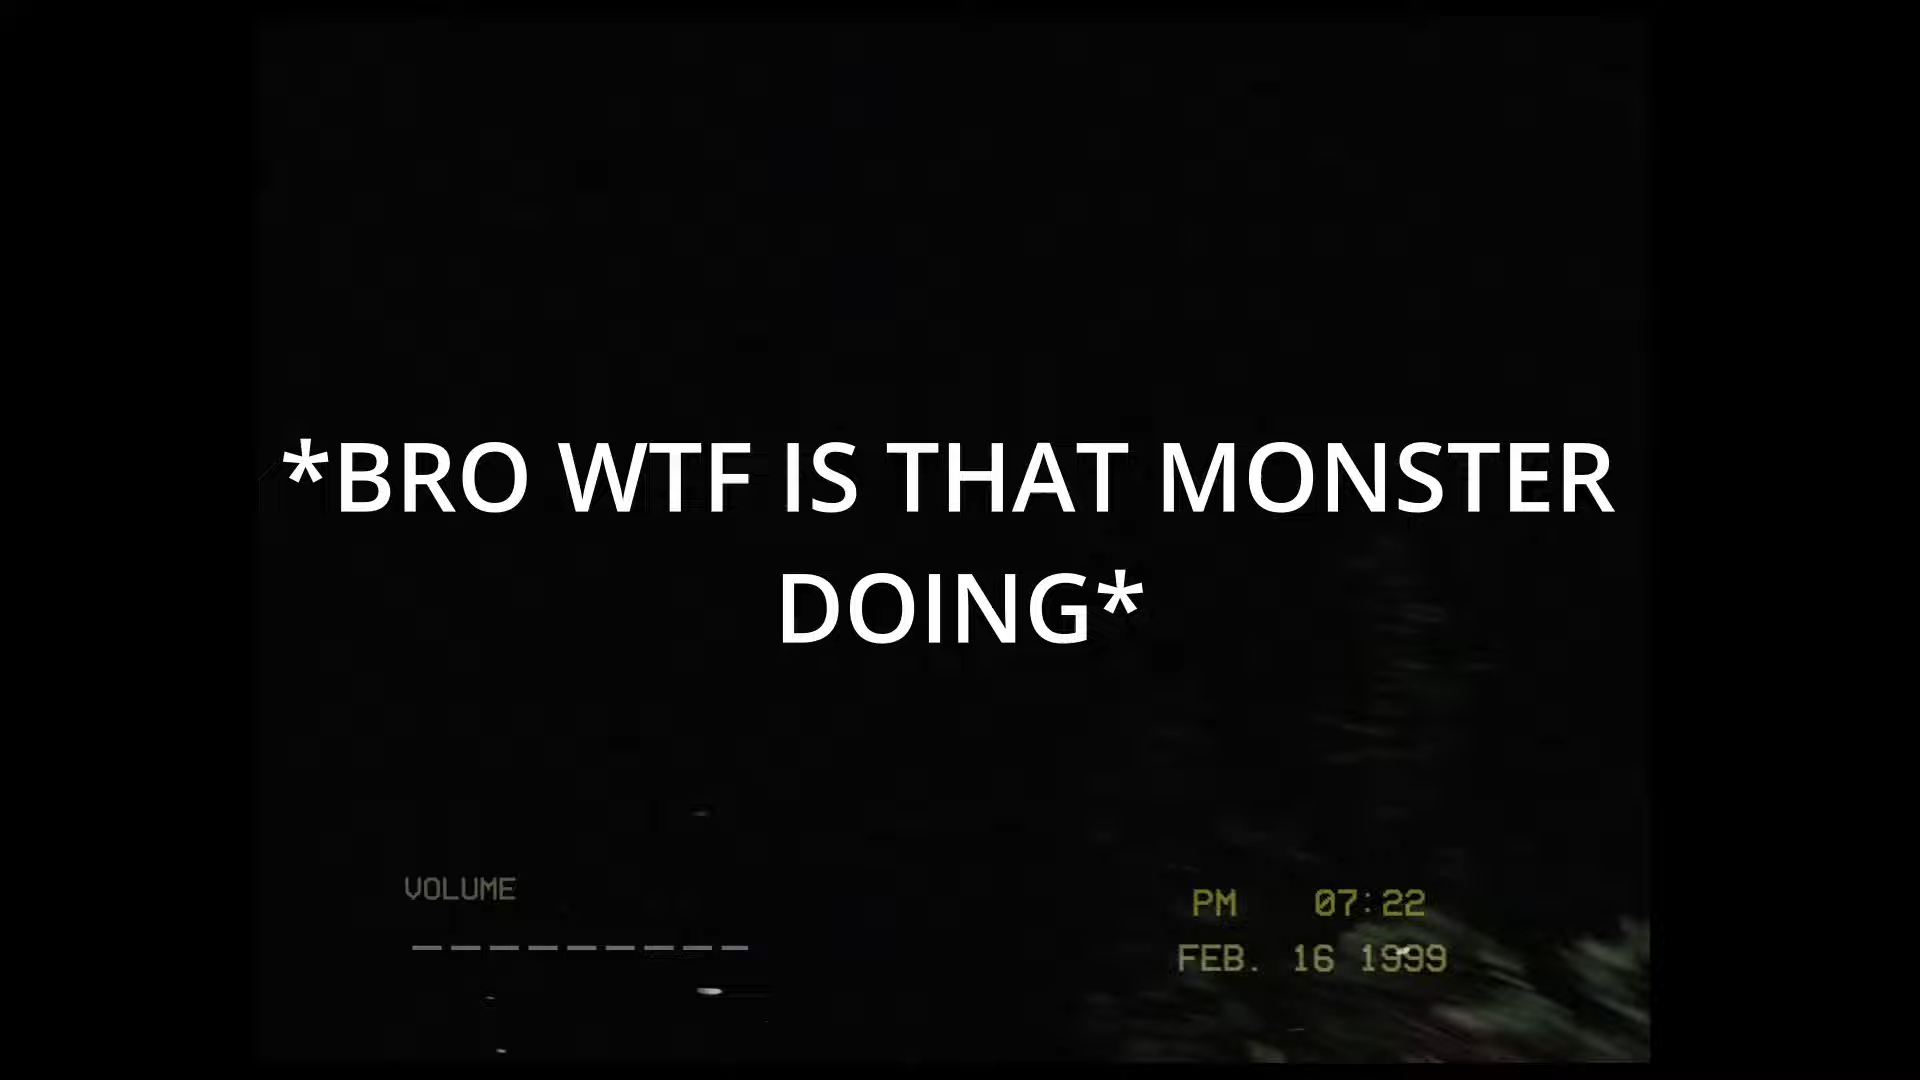 *BRO WTF IS THAT MONSTER
DOING*
VOLUME
PM 07:22
FEB. 16 1999